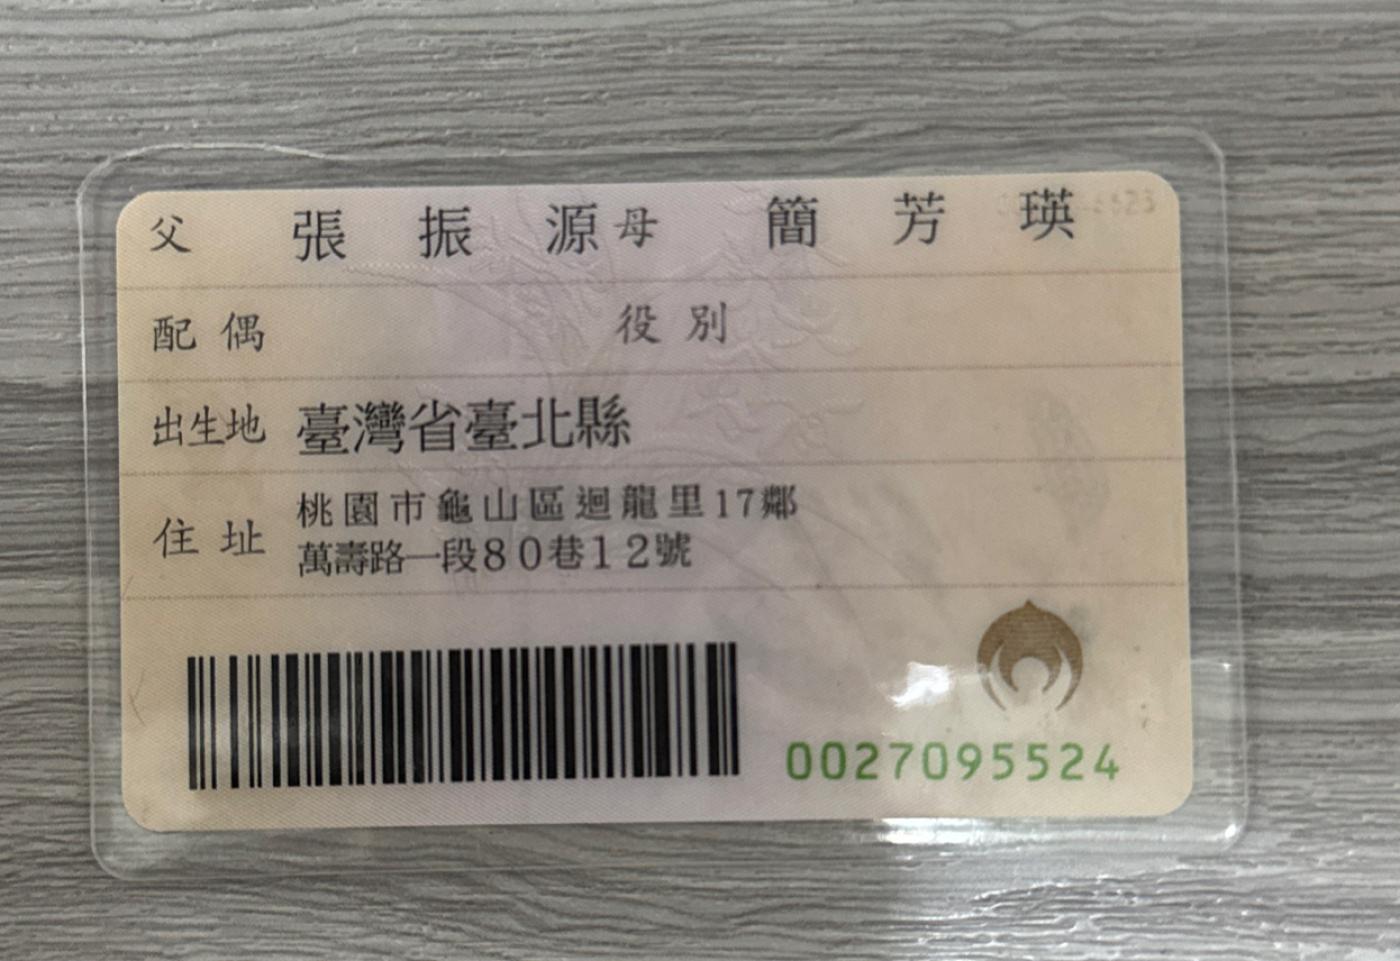 父 張振源 母 簡芳瑛
配偶 役別
出生地 臺灣省臺北縣
住址 桃園市龜山區迴龍里17鄰
萬壽路一段80巷12號
0027095524